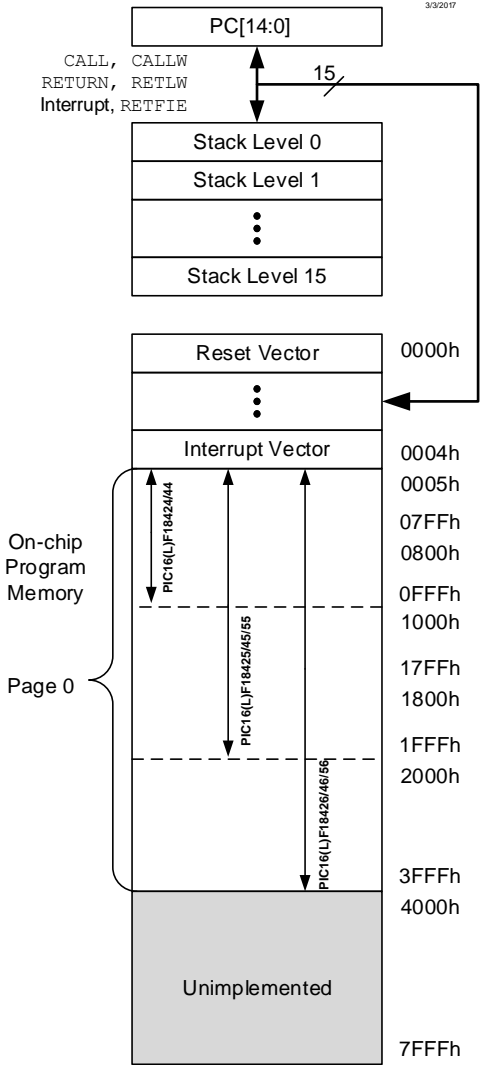 3/3/2017
PC[14:0]
CALL, CALLW
RETURN, RETLW
Interrupt, RETFIE
15
Stack Level 0
Stack Level 1
Stack Level 15
Reset Vector
0000h
Interrupt Vector
0004h
0005h
07FFh
0800h
0FFFh
1000h
17FFh
1800h
1FFFh
2000h
3FFFh
4000h
7FFFh
On-chip
Program
Memory
Page 0
PIC16(L)F18424/44
PIC16(L)F18425/45/55
PIC16(L)F18426/46/56
Unimplemented